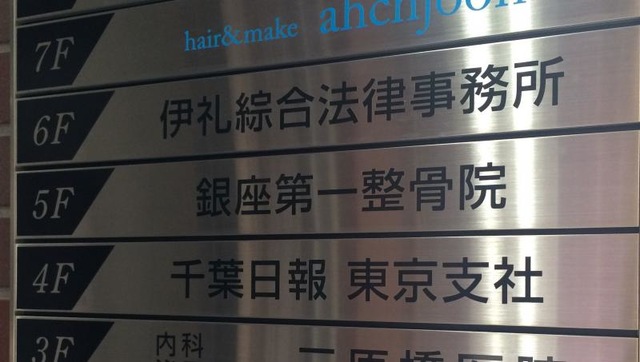 7F hair&make ahchjoon
6F 伊礼綜合法律事務所
5F 銀座第一整骨院
4F 千葉日報 東京支社
3F 内科